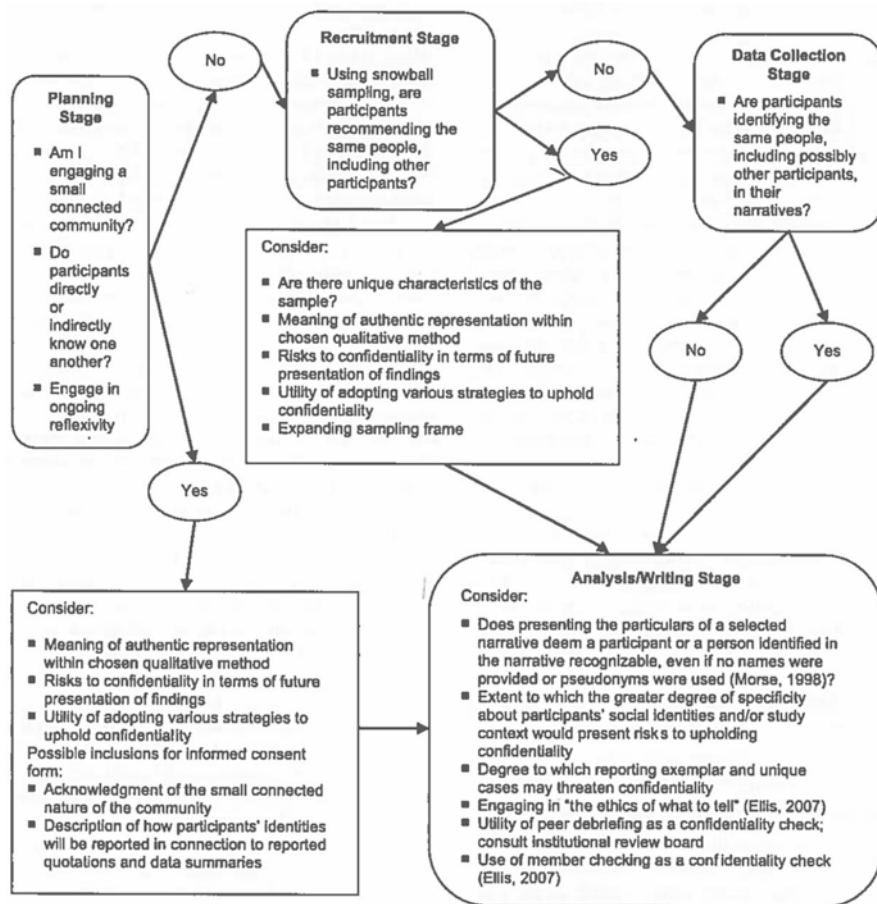 Planning
Stage
■ Am I
engaging a
small
connected
community?
■ Do
participants
directly
or
indirectly
know one
another?
■ Engage in
ongoing
reflexivity
No
Recruitment Stage
■ Using snowball
sampling, are
participants
recommending the
same people,
including other
participants?
No
Yes
Data Collection
Stage
■ Are participants
identifying the
same people,
including possibly
other participants,
in their
narratives?
No
Yes
Consider:
■ Are there unique characteristics of the
sample?
■ Meaning of authentic representation within
chosen qualitative method
■ Risks to confidentiality in terms of future
presentation of findings
■ Utility of adopting various strategies to uphold
confidentiality
■ Expanding sampling frame
Yes
Consider:
■ Meaning of authentic representation
within chosen qualitative method
■ Risks to confidentiality in terms of future
presentation of findings
■ Utility of adopting various strategies to
uphold confidentiality
Possible inclusions for informed consent
form:
■ Acknowledgment of the small connected
nature of the community
■ Description of how participants' identities
will be reported in connection to reported
quotations and data summaries
Analysis/Writing Stage
Consider:
■ Does presenting the particulars of a selected
narrative deem a participant or a person identified in
the narrative recognizable, even if no names were
provided or pseudonyms were used (Morse, 1998)?
■ Extent to which the greater degree of specificity
about participants' social identities and/or study
context would present risks to upholding
confidentiality
■ Degree to which reporting exemplar and unique
cases may threaten confidentiality
■ Engaging in "the ethics of what to tell" (Ellis, 2007)
■ Utility of peer debriefing as a confidentiality check;
consult institutional review board
■ Use of member checking as a confidentiality check
(Ellis, 2007)